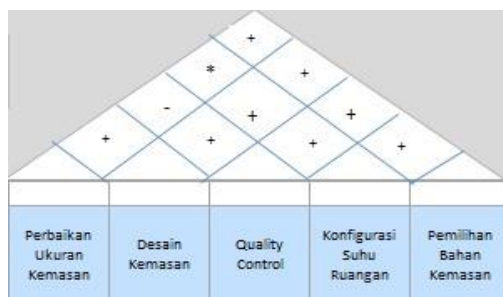 +
* +
- + +
+ + + +
Perbaikan
Ukuran
Kemasan
Desain
Kemasan
Quality
Control
Konfigurasi
Suhu
Ruangan
Pemilihan
Bahan
Kemasan